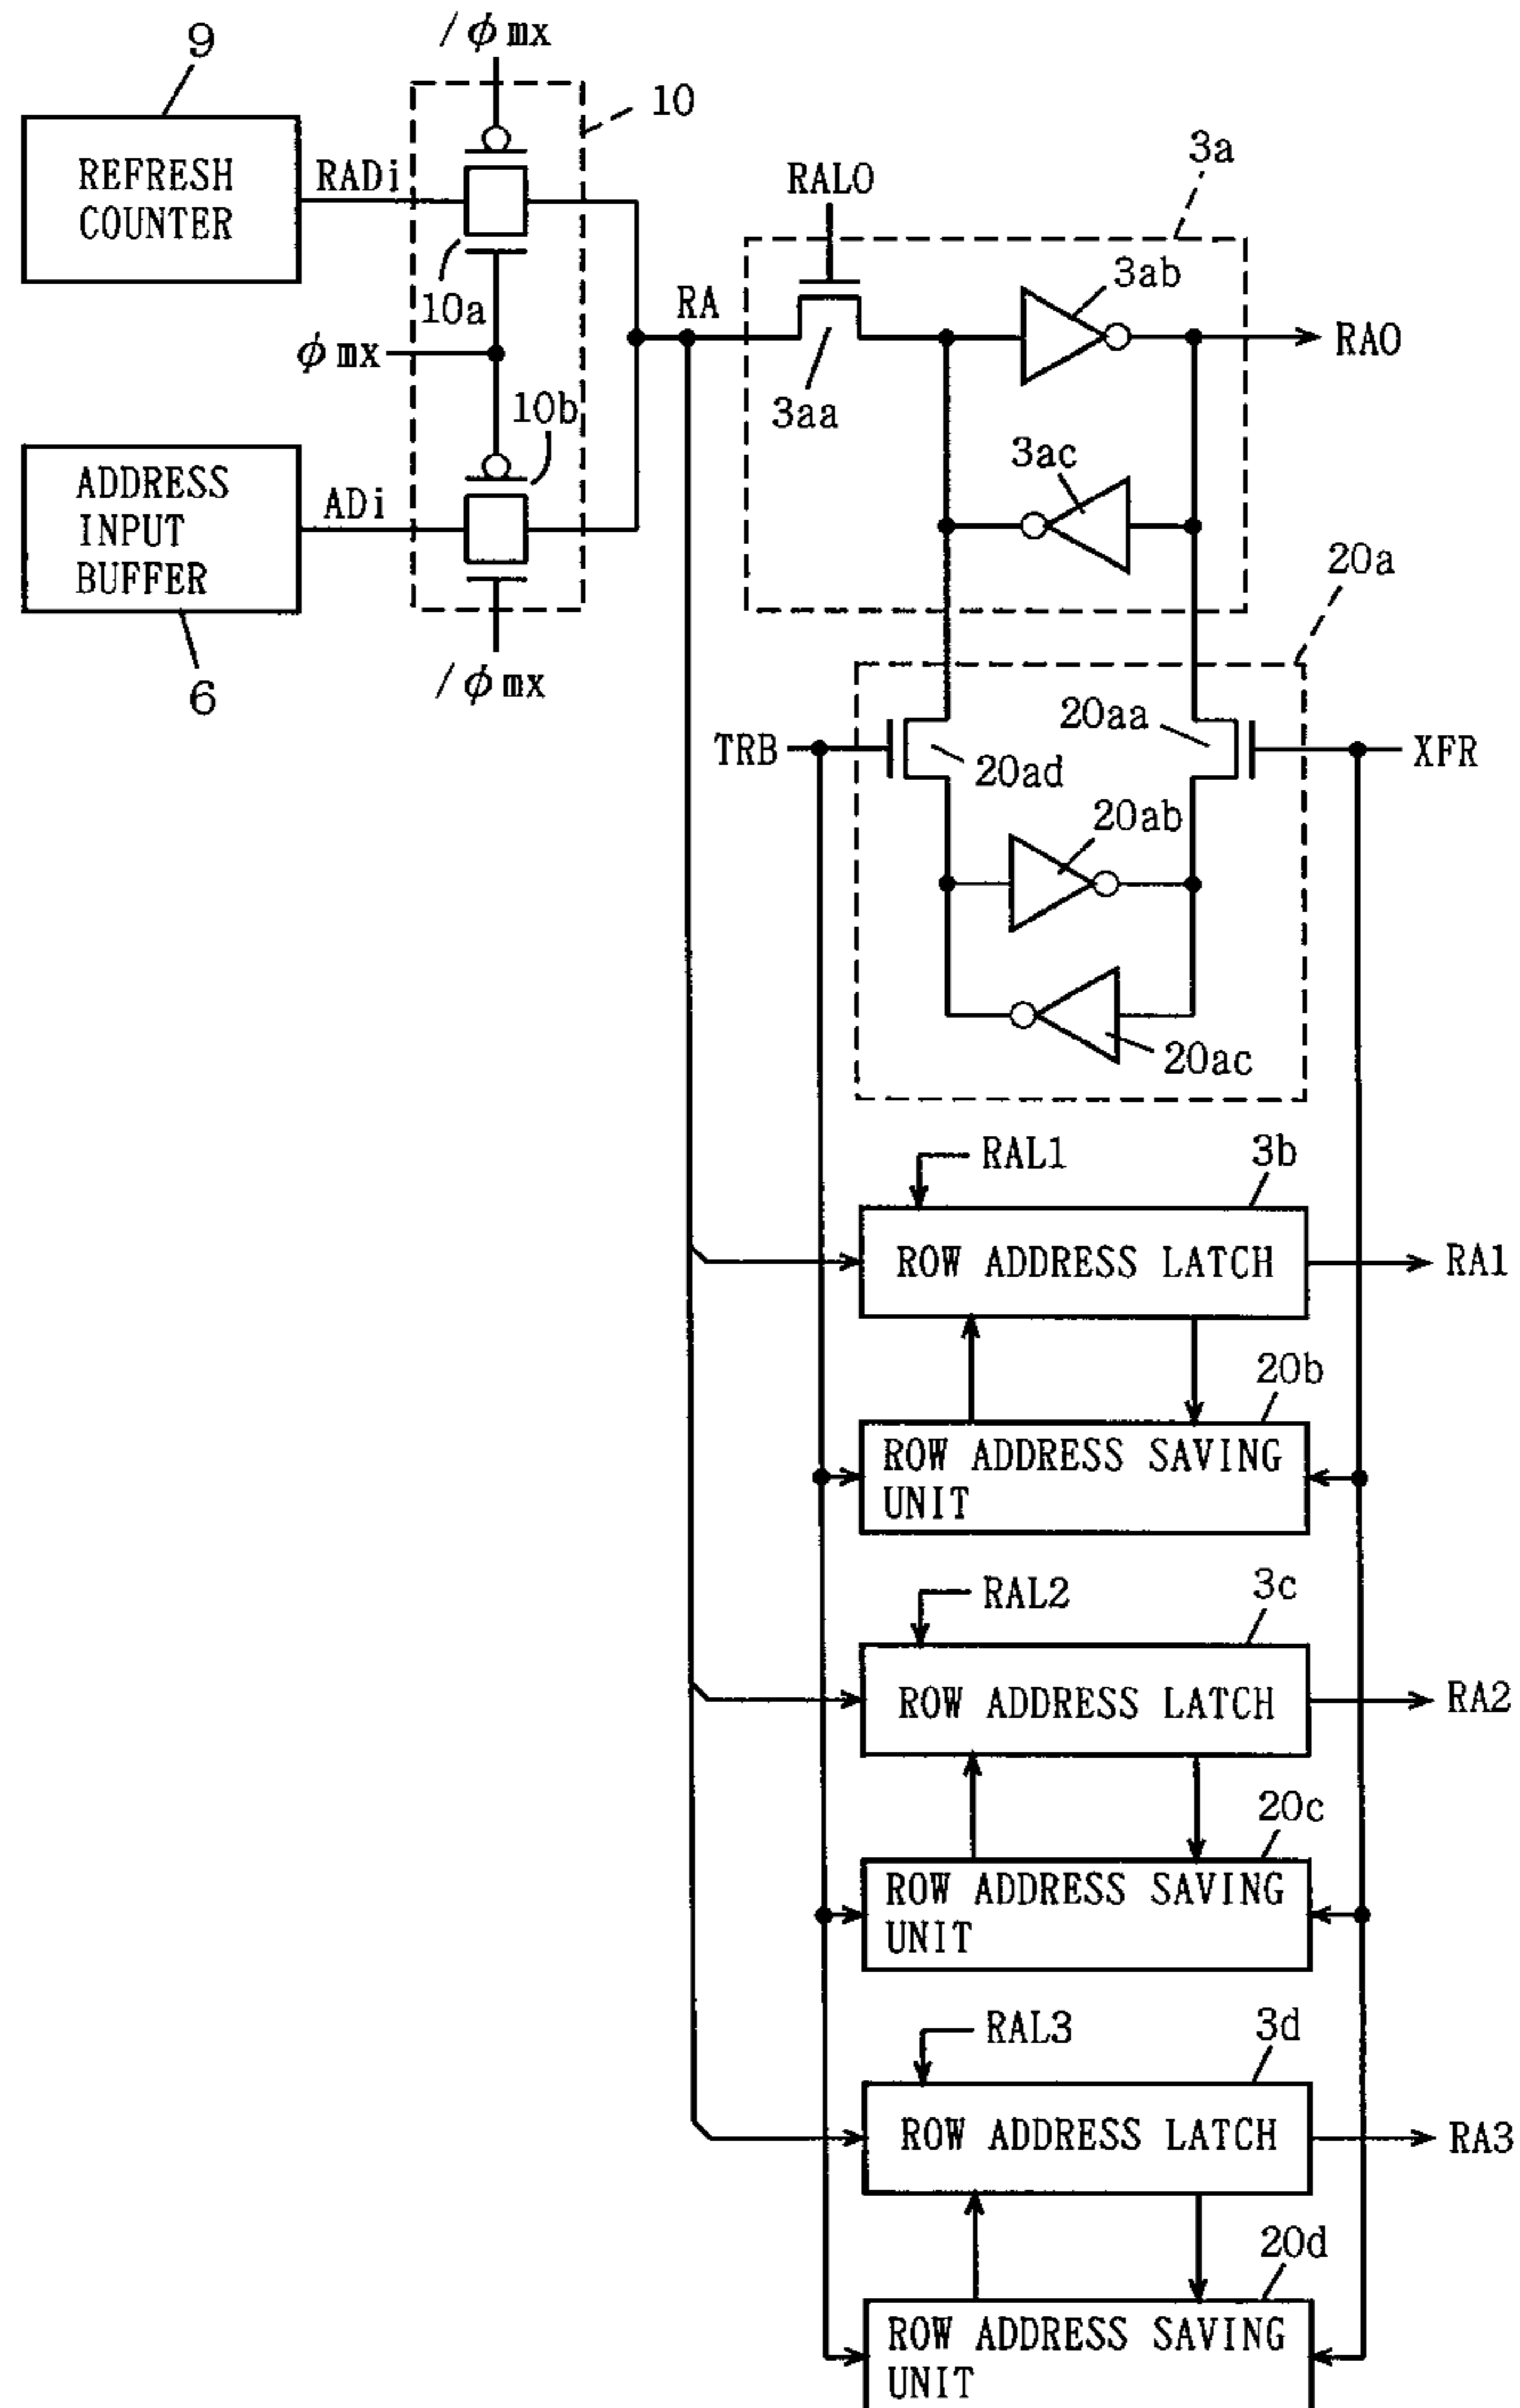 9
/φmx
10
REFRESH
COUNTER
RADi
10a
φmx
10b
ADDRESS
INPUT
BUFFER
ADi
6
/φmx
RA
RAL0
3a
3aa
3ab
3ac
RA0
20a
TRB
20ad
20aa
XFR
20ab
20ac
RAL1
3b
ROW ADDRESS LATCH
RA1
20b
ROW ADDRESS SAVING
UNIT
RAL2
3c
ROW ADDRESS LATCH
RA2
20c
ROW ADDRESS SAVING
UNIT
RAL3
3d
ROW ADDRESS LATCH
RA3
20d
ROW ADDRESS SAVING
UNIT